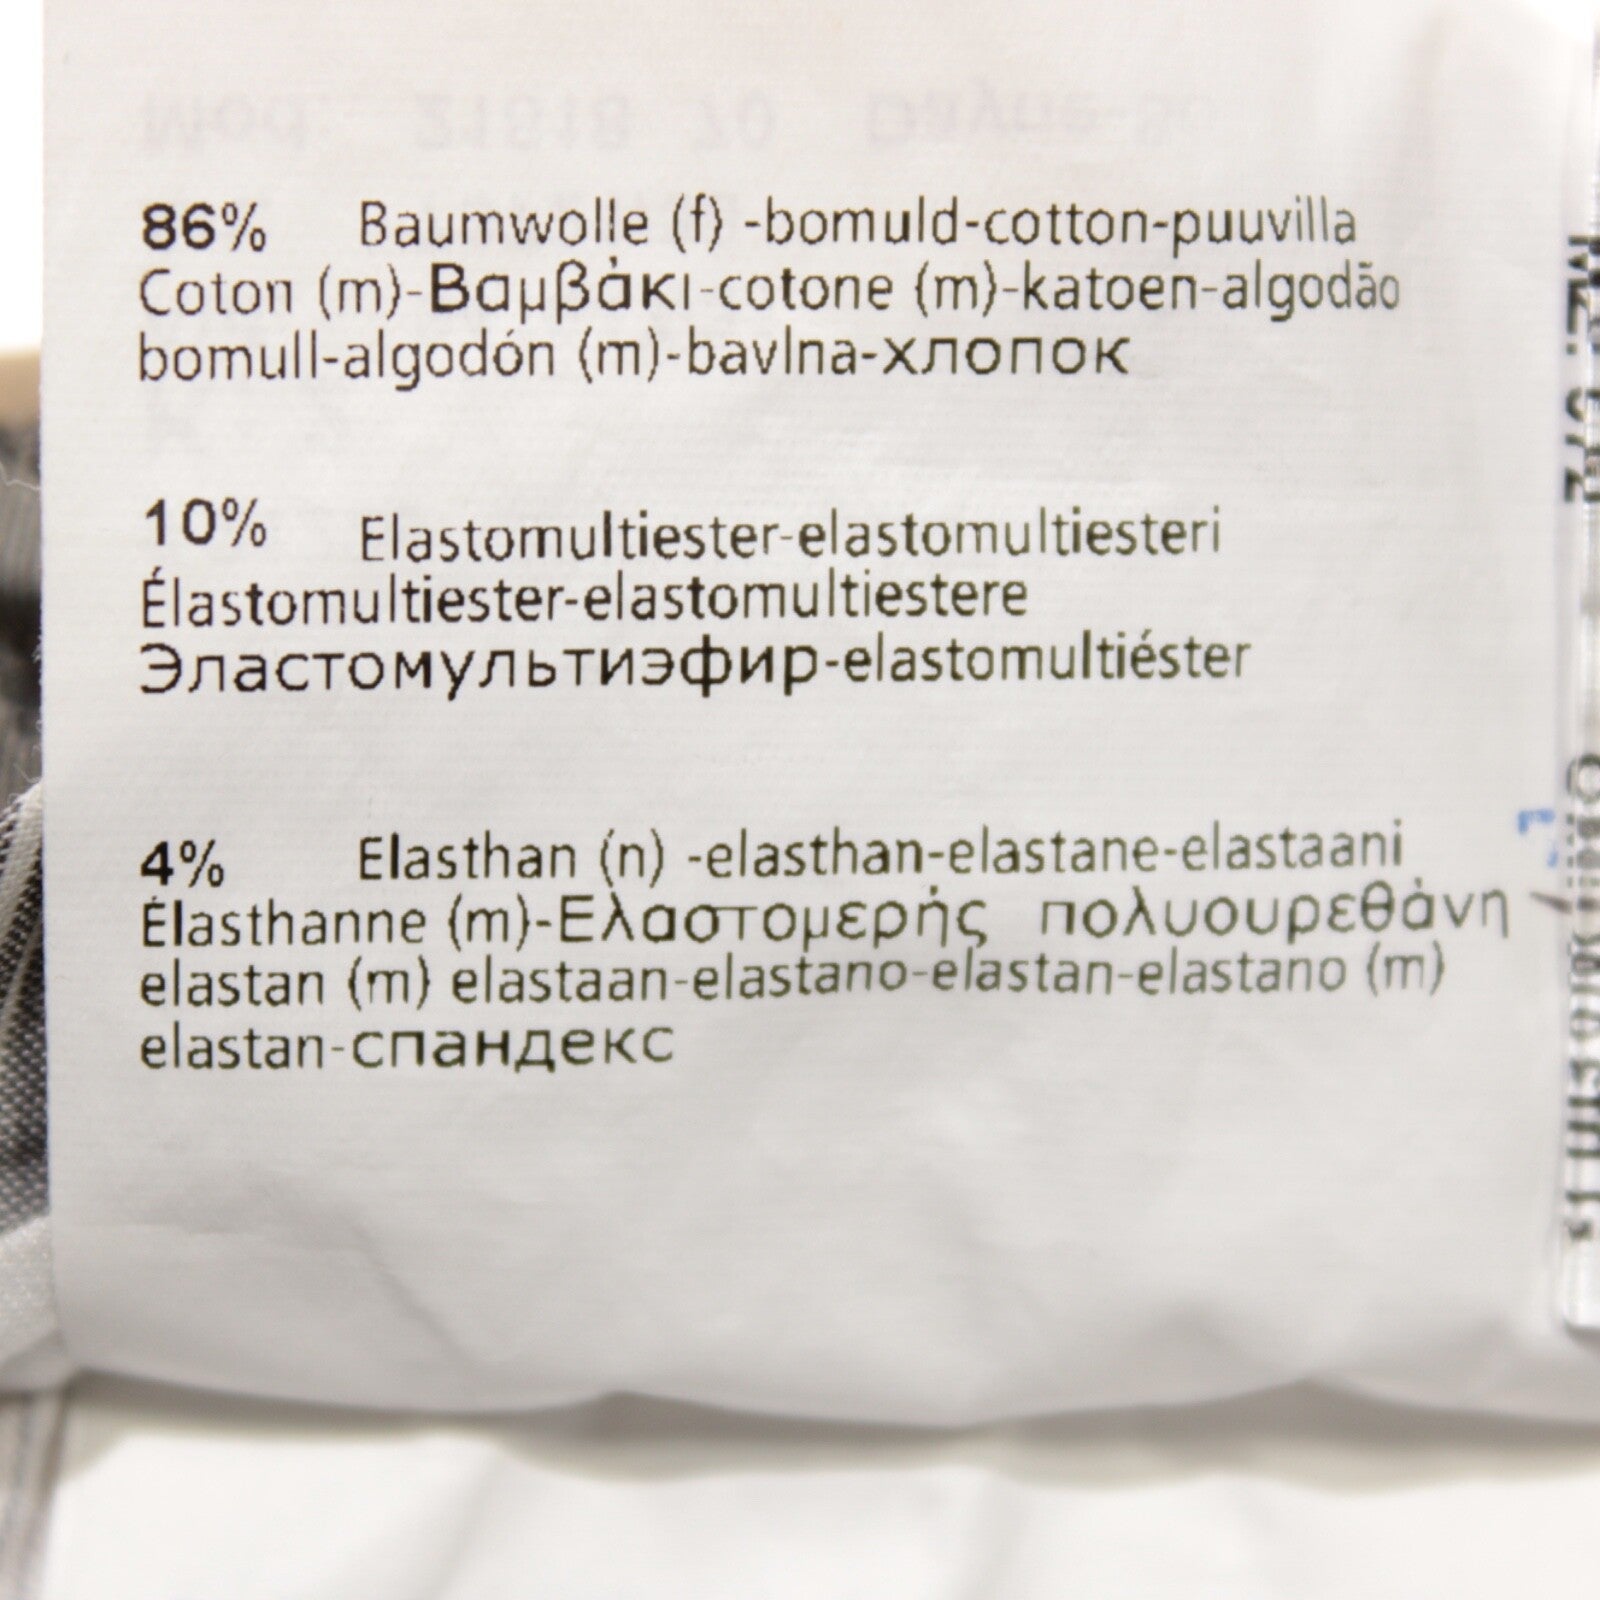 86% Baumwolle (f) -bomuld-cotton-puuvilla
Coton (m)-Βαμβάκι-cotone (m)-katoen-algodão
bomull-algodón (m)-bavlna-хлопок
10% Elastomultiester-elastomultiesteri
Élastomultiester-elastomultiestere
Эластомультиэфир-elastomultiéster
4% Elasthan (n) -elasthan-elastane-elastaani
Élasthanne (m)-Ελαστομερής πολυουρεθάνη
elastan (m) elastaan-elastano-elastan-elastano (m)
elastan-спандекс